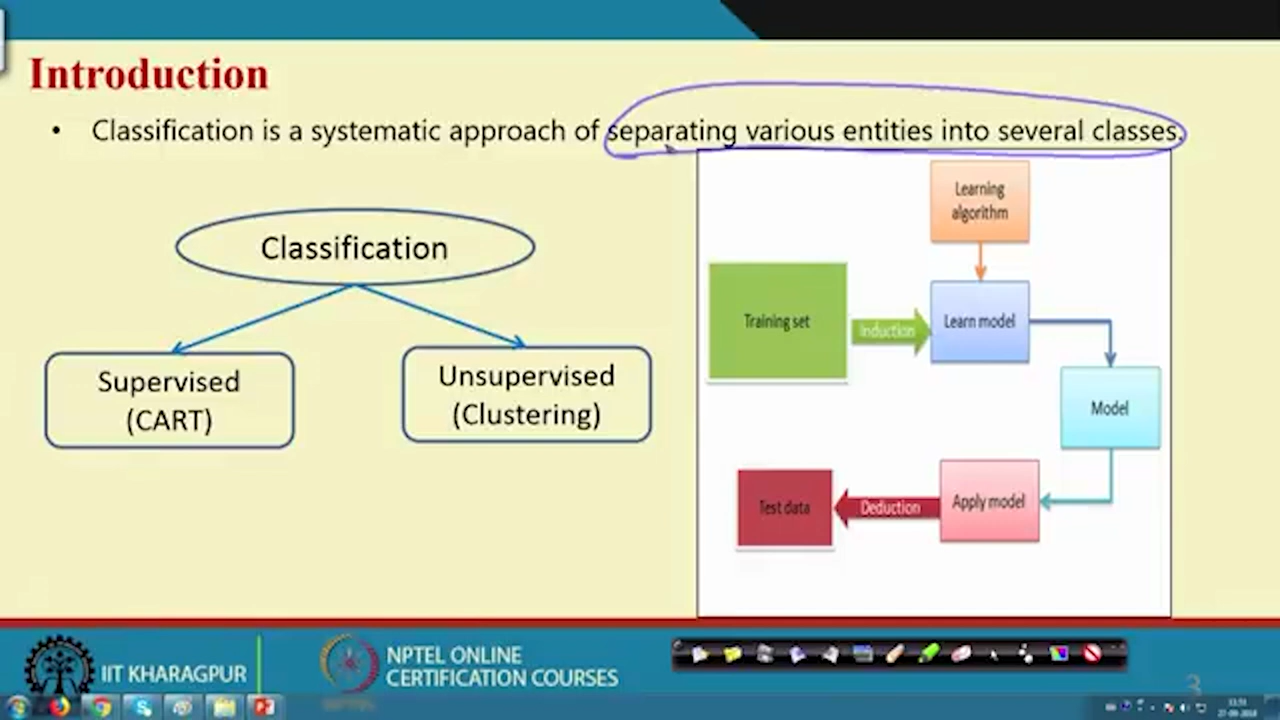 Introduction
• Classification is a systematic approach of separating various entities into several classes.
Classification
Supervised
(CART)
Unsupervised
(Clustering)
Learning
algorithm
Training set
Induction
Learn model
Model
Test data
Deduction
Apply model
IIT KHARAGPUR
NPTEL ONLINE
CERTIFICATION COURSES
3